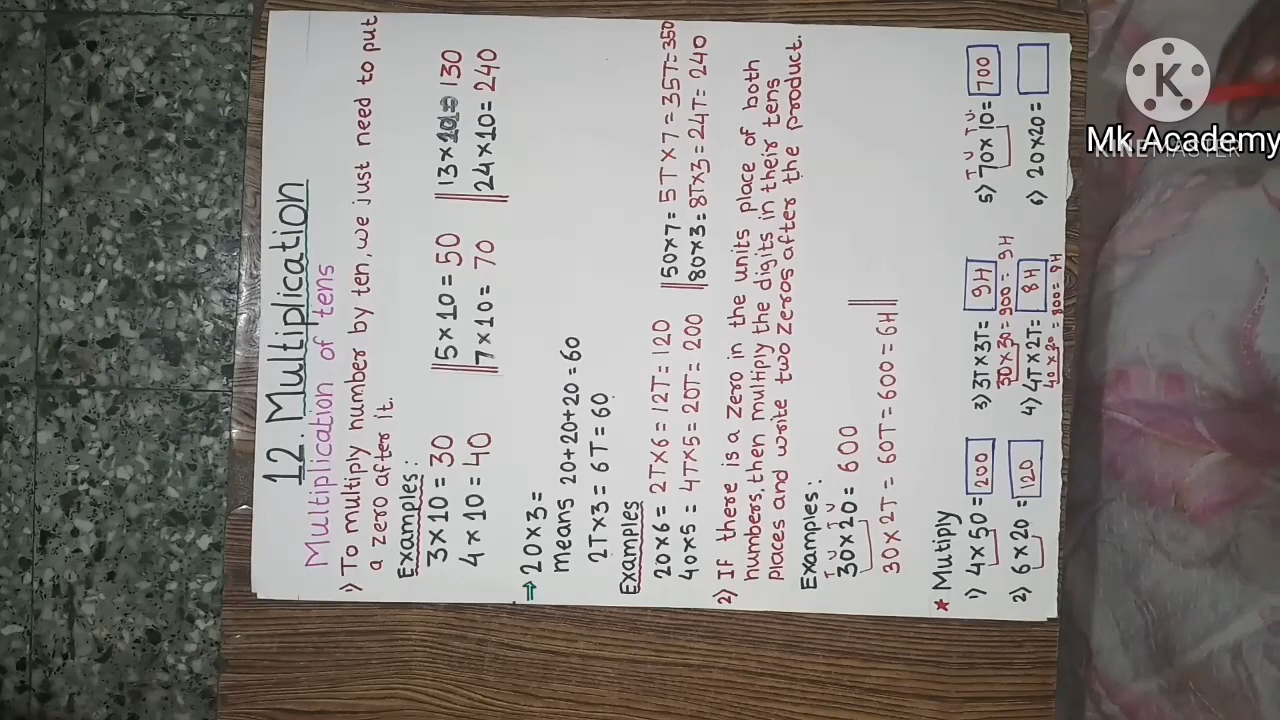 12. Multiplication
Multiplication of tens
1) To multiply number by ten, we just need to put
a zero after it.
Examples:
3 x 10 = 30 || 5 x 10 = 50 || 13 x 10 = 130
4 x 10 = 40 || 7 x 10 = 70 || 24 x 10 = 240
⇒ 20 x 3 =
means 20+20+20 = 60
2T x 3 = 6T = 60
Examples
20 x 6 = 2T x 6 = 12T = 120 || 50 x 7 = 5T x 7 = 35T = 350
40 x 5 = 4T x 5 = 20T = 200 || 80 x 3 = 8T x 3 = 24T = 240
2) If there is a zero in the units place of both
numbers, then multiply the digits in their tens
places and write two zeros after the product.
Examples:
T U T U
30 x 20 = 600
30 x 2T = 60T = 600 = 6H ||
★ Mutiply
1) 4 x 50 = 200
2) 6 x 20 = 120
3) 3T x 3T = 9H
30 x 30 = 900 = 9H
4) 4T x 2T = 8H
40 x 20 = 800 = 9H
T U T U
5) 70 x 10 = 700
6) 20 x 20 =
K
Mk Academy
KINEMASTER